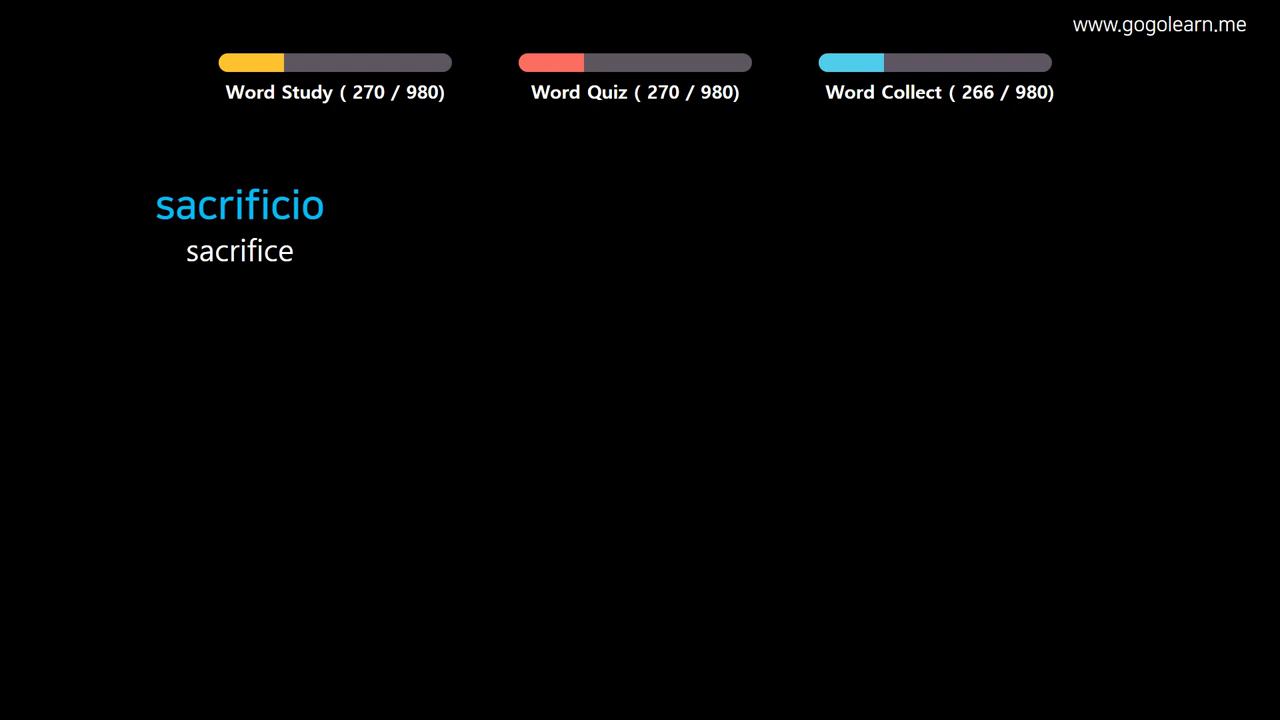 www.gogolearn.me
Word Study ( 270 / 980)
Word Quiz ( 270 / 980)
Word Collect ( 266 / 980)
sacrificio
sacrifice